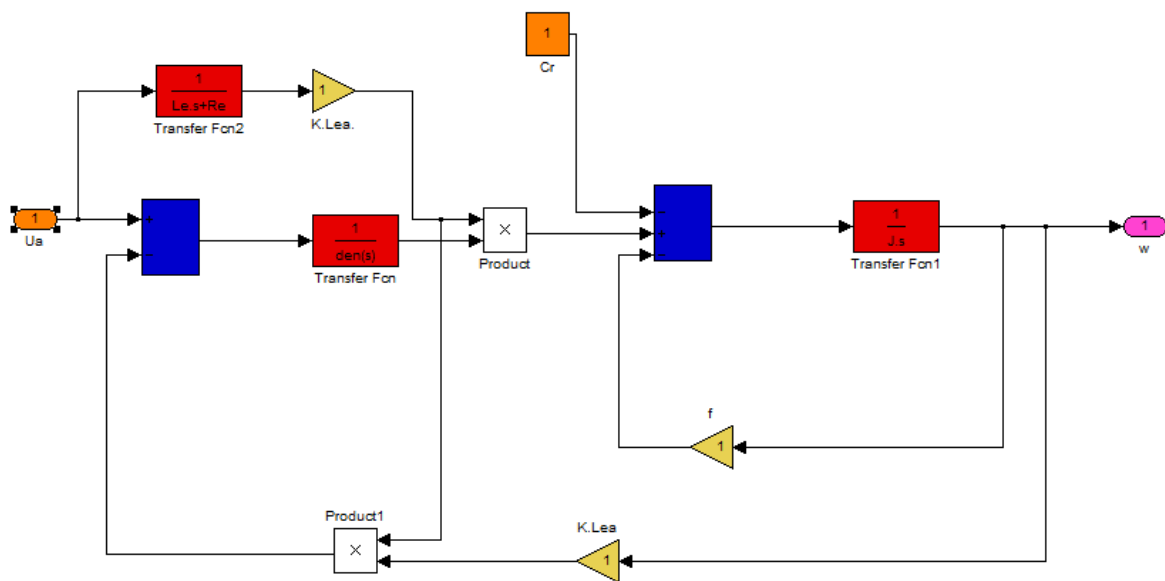 1
Cr
1
Le.s+Re
Transfer Fcn2
1
K.Lea.
1
Ua
+
−
1
den(s)
Transfer Fcn
×
Product
−
+
−
1
J.s
Transfer Fcn1
1
w
f
1
Product1
×
K.Lea
1